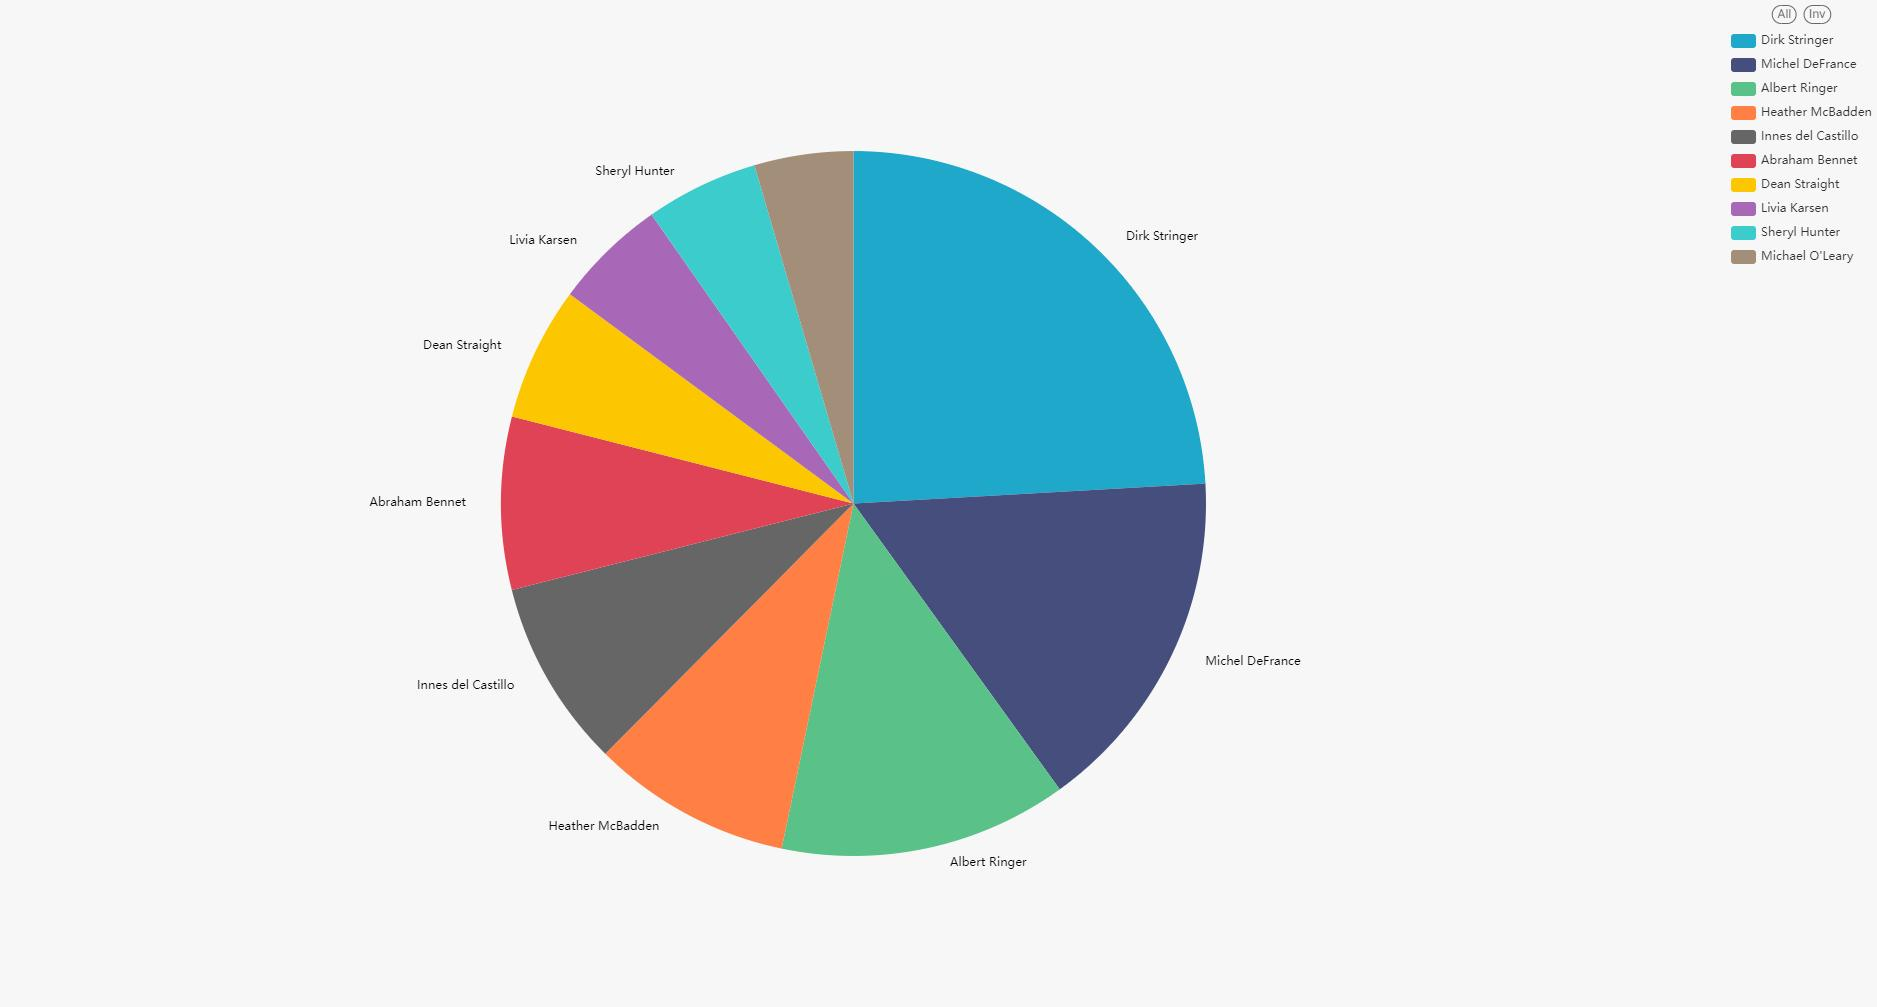 All Inv
Dirk Stringer
Michel DeFrance
Albert Ringer
Heather McBadden
Innes del Castillo
Abraham Bennet
Dean Straight
Livia Karsen
Sheryl Hunter
Michael O'Leary
Sheryl Hunter
Dirk Stringer
Livia Karsen
Dean Straight
Abraham Bennet
Michel DeFrance
Innes del Castillo
Heather McBadden
Albert Ringer